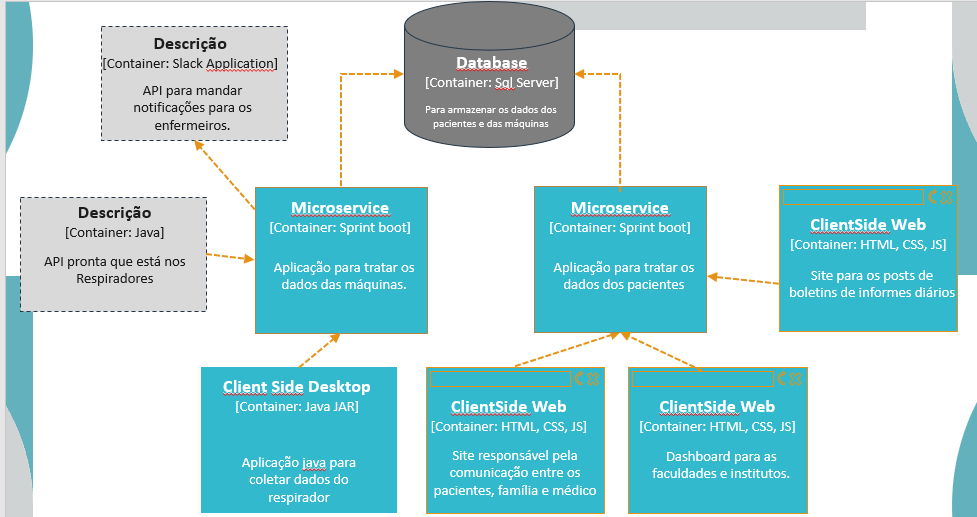 Descrição
[Container: Slack Application]
API para mandar
notificações para os
enfermeiros.
Database
[Container: Sql Server]
Para armazenar os dados dos
pacientes e das máquinas
Descrição
[Container: Java]
API pronta que está nos
Respiradores
Microservice
[Container: Sprint boot]
Aplicação para tratar os
dados das máquinas.
Microservice
[Container: Sprint boot]
Aplicação para tratar os
dados dos pacientes
ClientSide Web
[Container: HTML, CSS, JS]
Site para os posts de
boletins de informes diários
Client Side Desktop
[Container: Java JAR]
Aplicação java para
coletar dados do
respirador
ClientSide Web
[Container: HTML, CSS, JS]
Site responsável pela
comunicação entre os
pacientes, família e médico
ClientSide Web
[Container: HTML, CSS, JS]
Dashboard para as
faculdades e institutos.